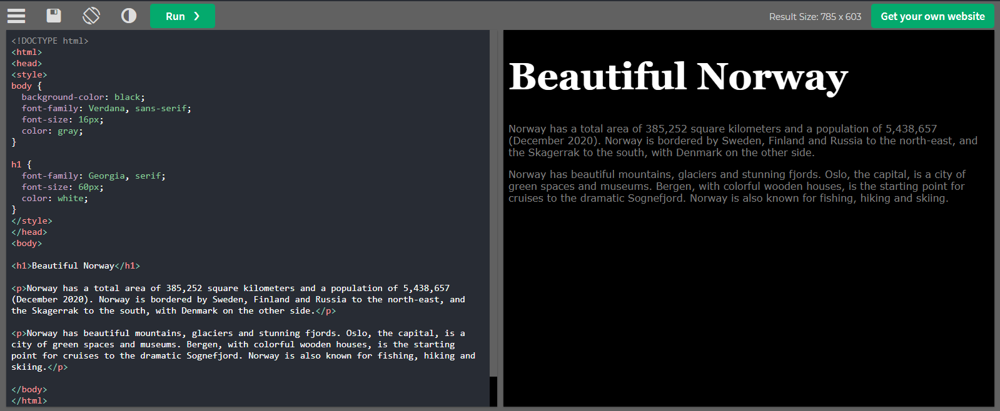 Run ❯
Result Size: 785 x 603
Get your own website
<!DOCTYPE html>
<html>
<head>
<style>
body {
  background-color: black;
  font-family: Verdana, sans-serif;
  font-size: 16px;
  color: gray;
}

h1 {
  font-family: Georgia, serif;
  font-size: 60px;
  color: white;
}
</style>
</head>
<body>

<h1>Beautiful Norway</h1>

<p>Norway has a total area of 385,252 square kilometers and a population of 5,438,657
(December 2020). Norway is bordered by Sweden, Finland and Russia to the north-east, and
the Skagerrak to the south, with Denmark on the other side.</p>

<p>Norway has beautiful mountains, glaciers and stunning fjords. Oslo, the capital, is a
city of green spaces and museums. Bergen, with colorful wooden houses, is the starting
point for cruises to the dramatic Sognefjord. Norway is also known for fishing, hiking and
skiing.</p>

</body>
</html>
Beautiful Norway
Norway has a total area of 385,252 square kilometers and a population of 5,438,657
(December 2020). Norway is bordered by Sweden, Finland and Russia to the north-east, and
the Skagerrak to the south, with Denmark on the other side.
Norway has beautiful mountains, glaciers and stunning fjords. Oslo, the capital, is a city of
green spaces and museums. Bergen, with colorful wooden houses, is the starting point for
cruises to the dramatic Sognefjord. Norway is also known for fishing, hiking and skiing.